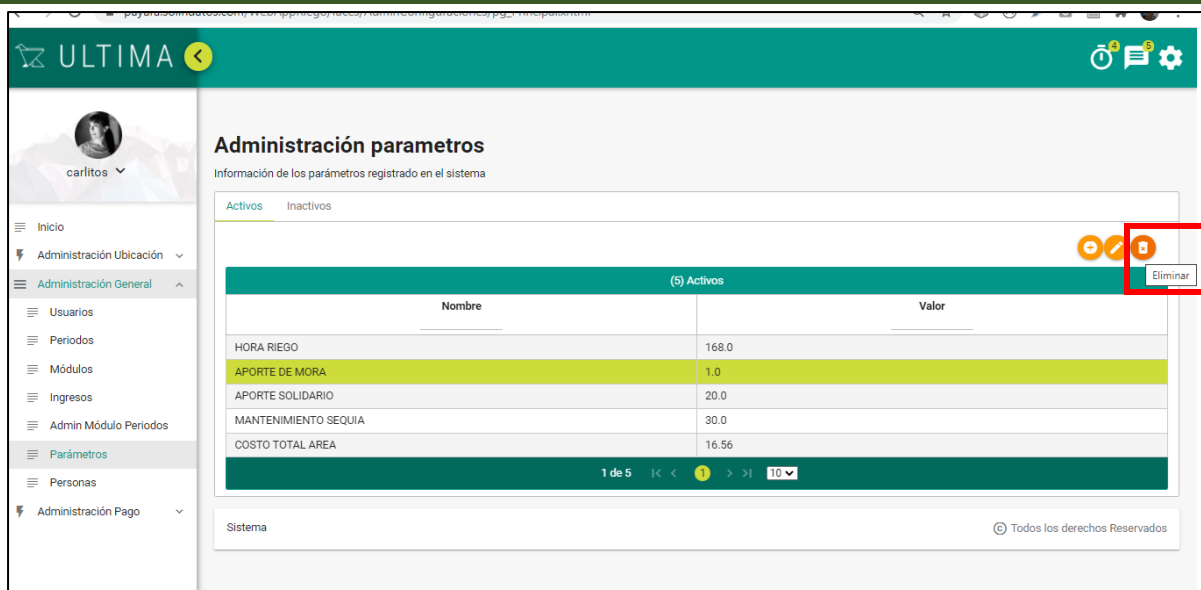 ULTIMA
4
5
carlitos
Inicio
Administración Ubicación
Administración General
Usuarios
Periodos
Módulos
Ingresos
Admin Módulo Periodos
Parámetros
Personas
Administración Pago
Administración parametros
Información de los parámetros registrado en el sistema
Activos Inactivos
Eliminar
(5) Activos
Nombre Valor
HORA RIEGO 168.0
APORTE DE MORA 1.0
APORTE SOLIDARIO 20.0
MANTENIMIENTO SEQUIA 30.0
COSTO TOTAL AREA 16.56
1 de 5 |< < 1 > >| 10
Sistema © Todos los derechos Reservados